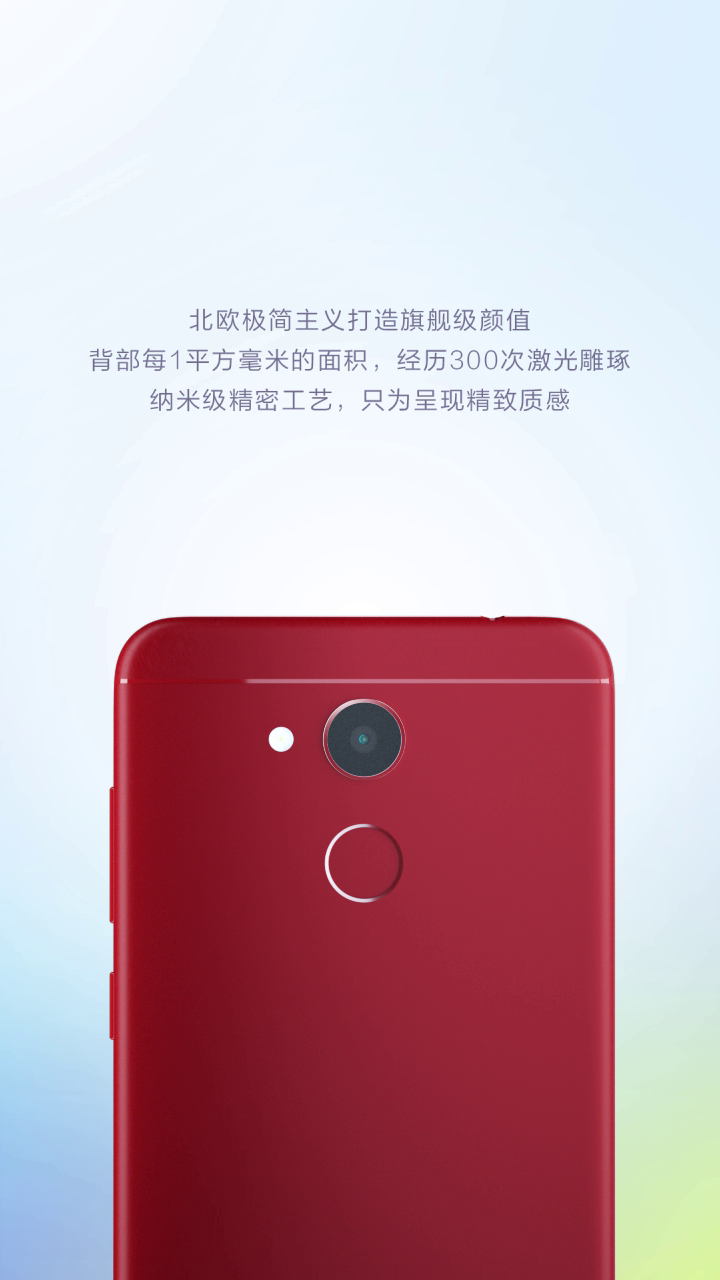 北欧极简主义打造旗舰级颜值
背部每1平方毫米的面积，经历300次激光雕琢
纳米级精密工艺，只为呈现精致质感